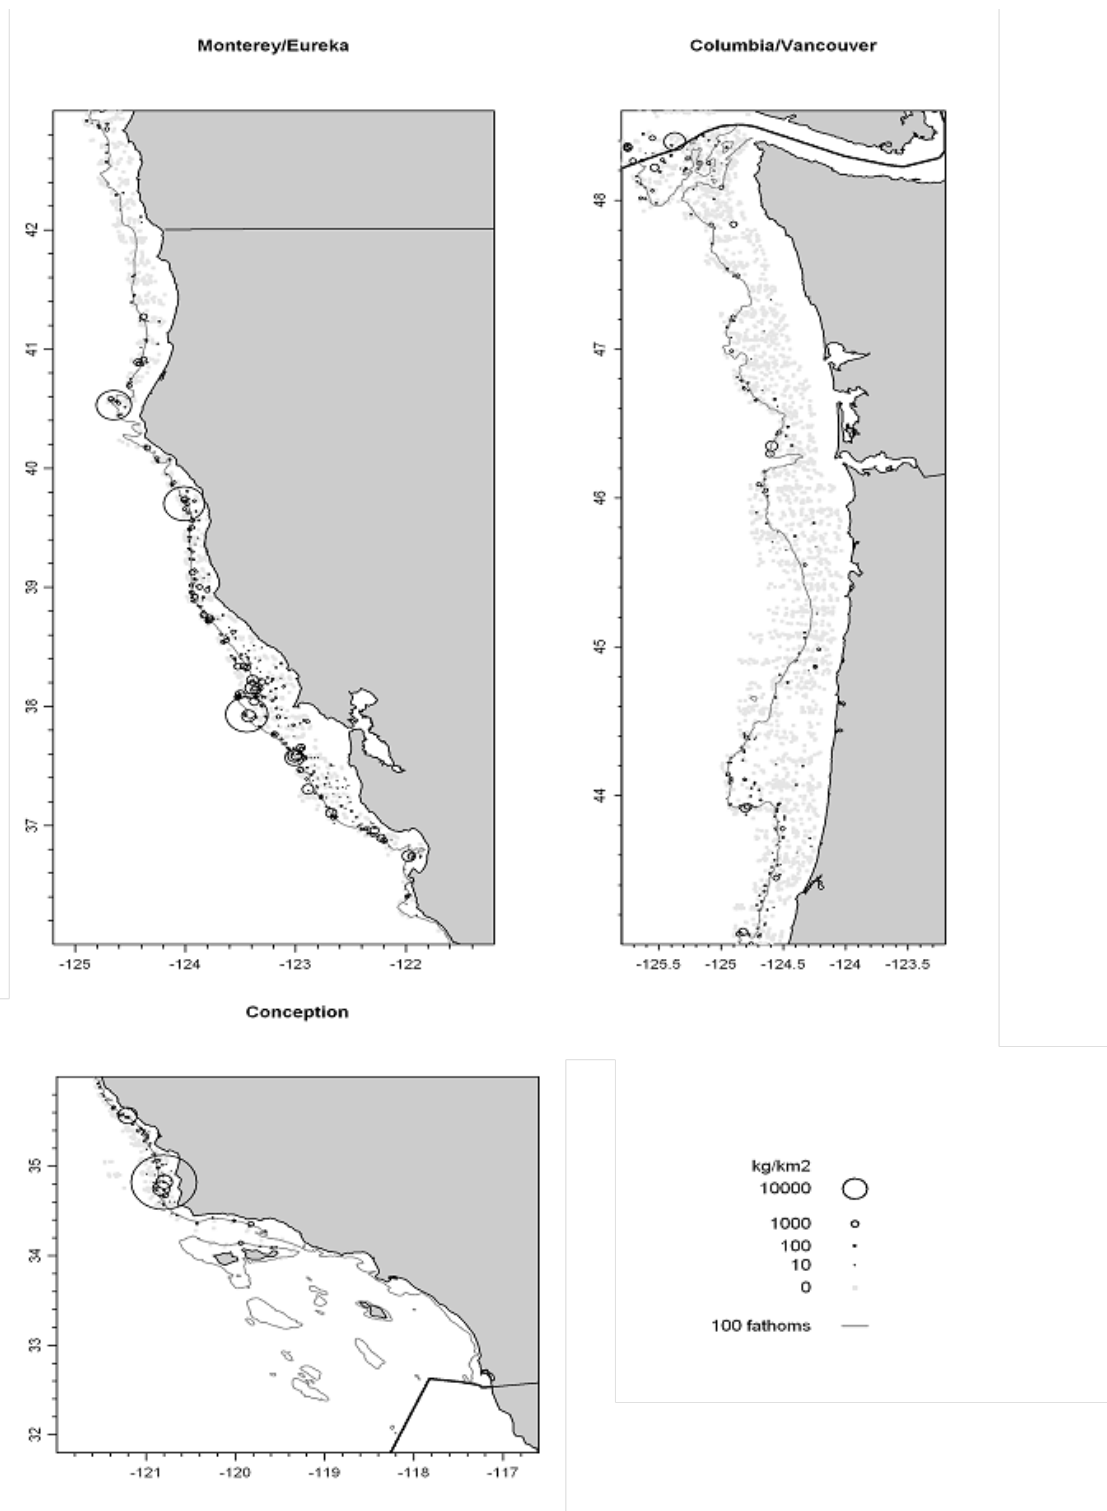 Monterey/Eureka
Columbia/Vancouver
42
41
40
39
38
37
-125 -124 -123 -122
48
47
46
45
44
-125.5 -125 -124.5 -124 -123.5
Conception
35
34
33
32
-121 -120 -119 -118 -117
kg/km2
10000
1000
100
10
0
100 fathoms